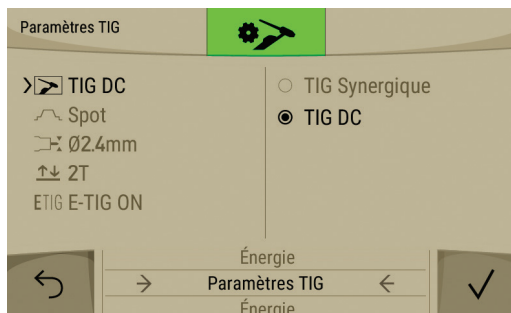 Paramètres TIG
TIG DC
Spot
Ø2.4mm
2T
ETIG E-TIG ON
TIG Synergique
TIG DC
Énergie
Paramètres TIG
Énergie